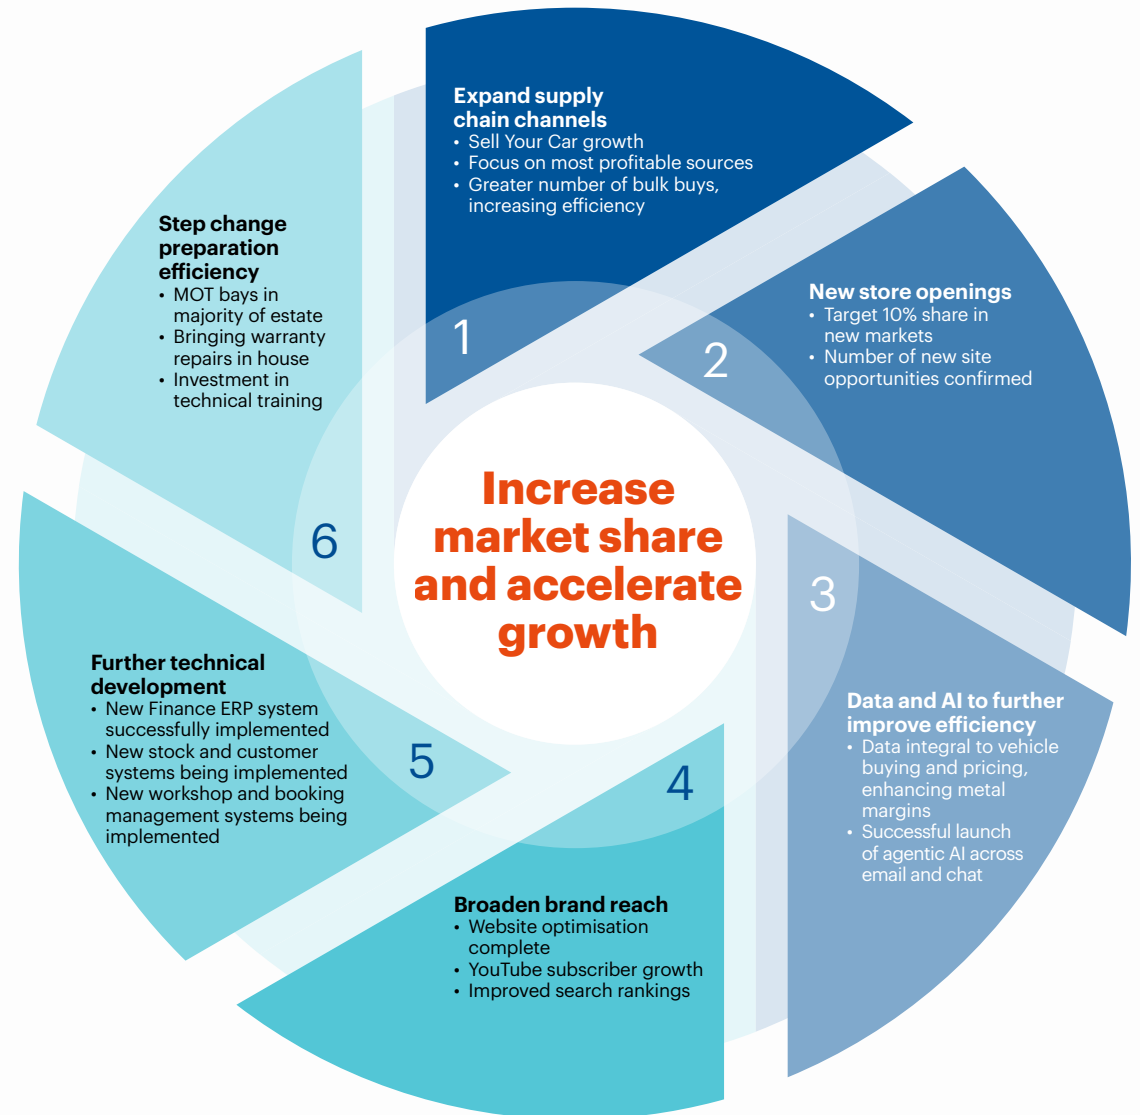 Expand supply
chain channels
• Sell Your Car growth
• Focus on most profitable sources
• Greater number of bulk buys,
increasing efficiency
1
New store openings
• Target 10% share in
new markets
• Number of new site
opportunities confirmed
2
Data and AI to further
improve efficiency
• Data integral to vehicle
buying and pricing,
enhancing metal
margins
• Successful launch
of agentic AI across
email and chat
3
Broaden brand reach
• Website optimisation
complete
• YouTube subscriber growth
• Improved search rankings
4
Further technical
development
• New Finance ERP system
successfully implemented
• New stock and customer
systems being implemented
• New workshop and booking
management systems being
implemented
5
Step change
preparation
efficiency
• MOT bays in
majority of estate
• Bringing warranty
repairs in house
• Investment in
technical training
6
Increase
market share
and accelerate
growth